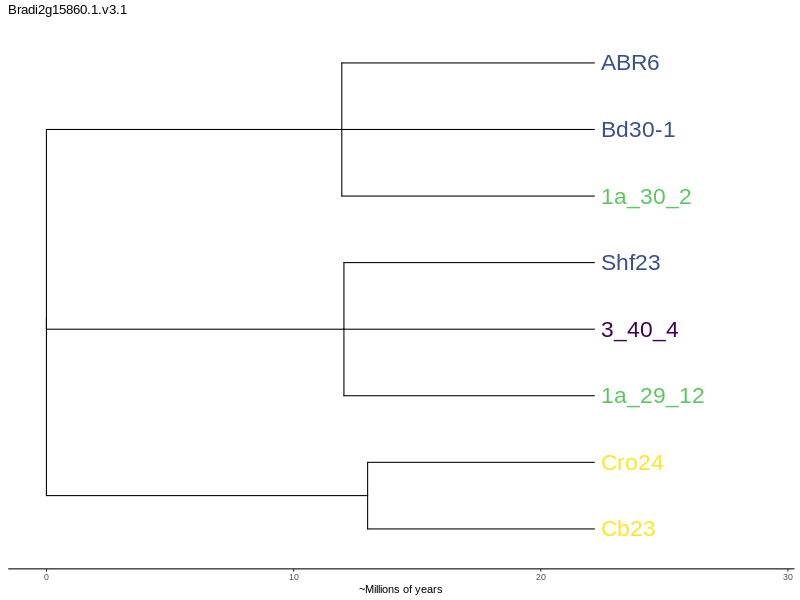 Bradi2g15860.1.v3.1
ABR6
Bd30-1
1a_30_2
Shf23
3_40_4
1a_29_12
Cro24
Cb23
0 10 20 30
~Millions of years